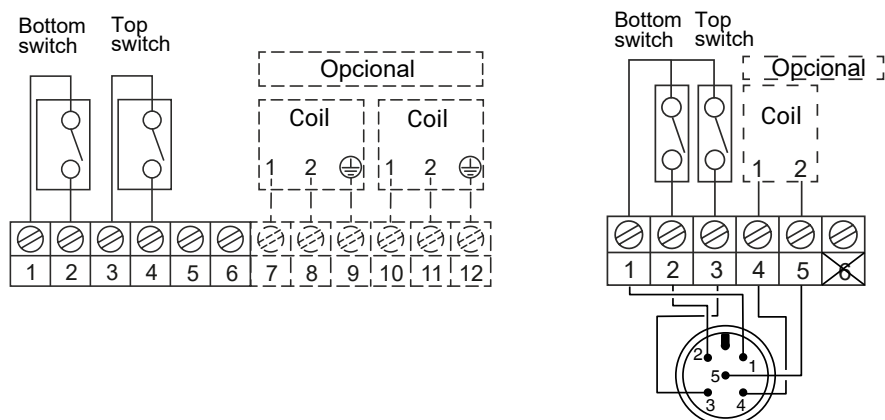 Bottom
switch
Top
switch
Opcional
Coil
Coil
1 2
1 2
1 2 3 4 5 6 7 8 9 10 11 12
Bottom
switch
Top
switch
Opcional
Coil
1 2
1 2 3 4 5 6
2 1
5
3 4